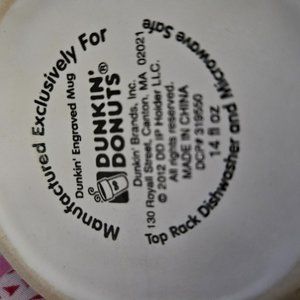 Manufactured Exclusively For
Dunkin' Engraved Mug
DUNKIN'
DONUTS®
Dunkin' Brands, Inc.
130 Royall Street, Canton, MA 02021
© 2012 DD IP Holder LLC.
All rights reserved.
MADE IN CHINA
DCP# 319550
14 fl oz
Top Rack Dishwasher and Microwave Safe